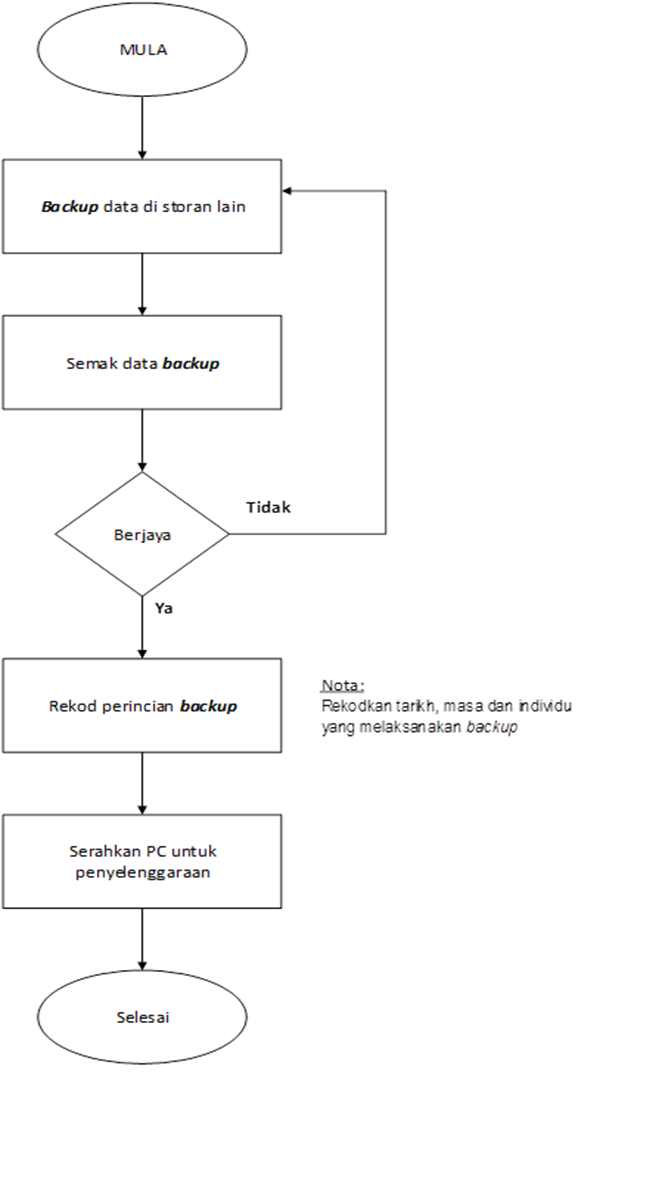 MULA
Backup data di storan lain
Semak data backup
Tidak
Berjaya
Ya
Rekod perincian backup
Nota:
Rekodkan tarikh, masa dan individu
yang melaksanakan backup
Serahkan PC untuk
penyelenggaraan
Selesai